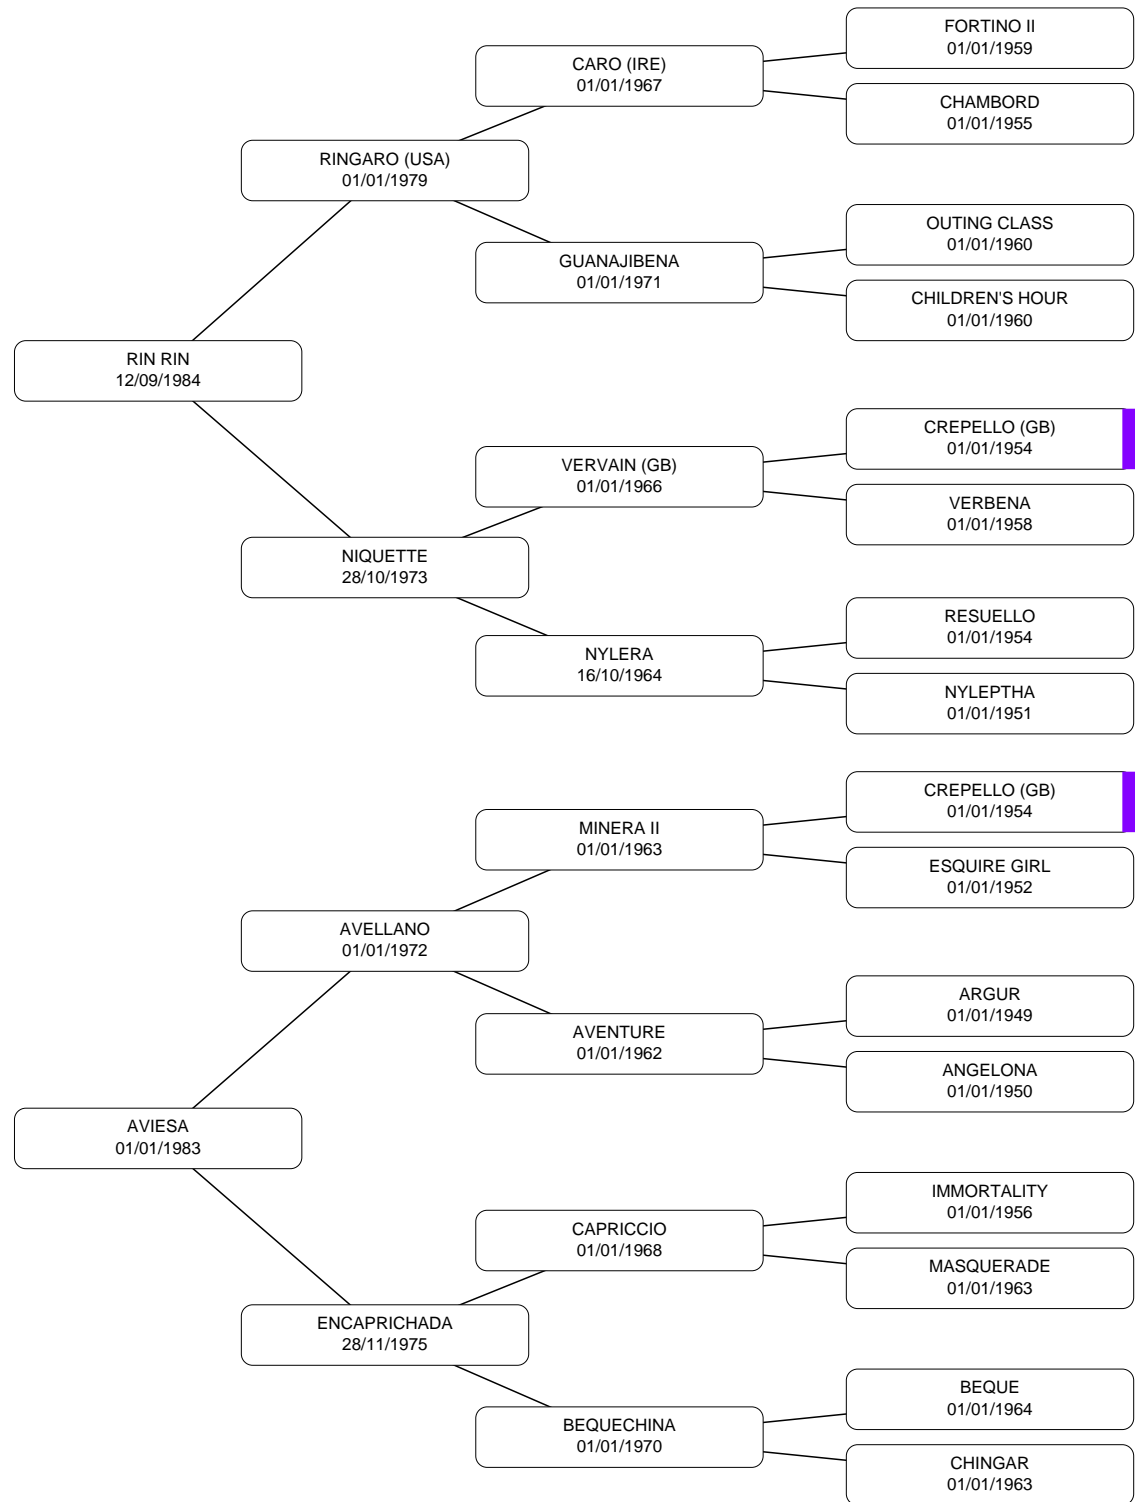 FORTINO II
01/01/1959
CARO (IRE)
01/01/1967
CHAMBORD
01/01/1955
RINGARO (USA)
01/01/1979
OUTING CLASS
01/01/1960
GUANAJIBENA
01/01/1971
CHILDREN'S HOUR
01/01/1960
RIN RIN
12/09/1984
CREPELLO (GB)
01/01/1954
VERVAIN (GB)
01/01/1966
VERBENA
01/01/1958
NIQUETTE
28/10/1973
RESUELLO
01/01/1954
NYLERA
16/10/1964
NYLEPTHA
01/01/1951
CREPELLO (GB)
01/01/1954
MINERA II
01/01/1963
ESQUIRE GIRL
01/01/1952
AVELLANO
01/01/1972
ARGUR
01/01/1949
AVENTURE
01/01/1962
ANGELONA
01/01/1950
AVIESA
01/01/1983
IMMORTALITY
01/01/1956
CAPRICCIO
01/01/1968
MASQUERADE
01/01/1963
ENCAPRICHADA
28/11/1975
BEQUE
01/01/1964
BEQUECHINA
01/01/1970
CHINGAR
01/01/1963